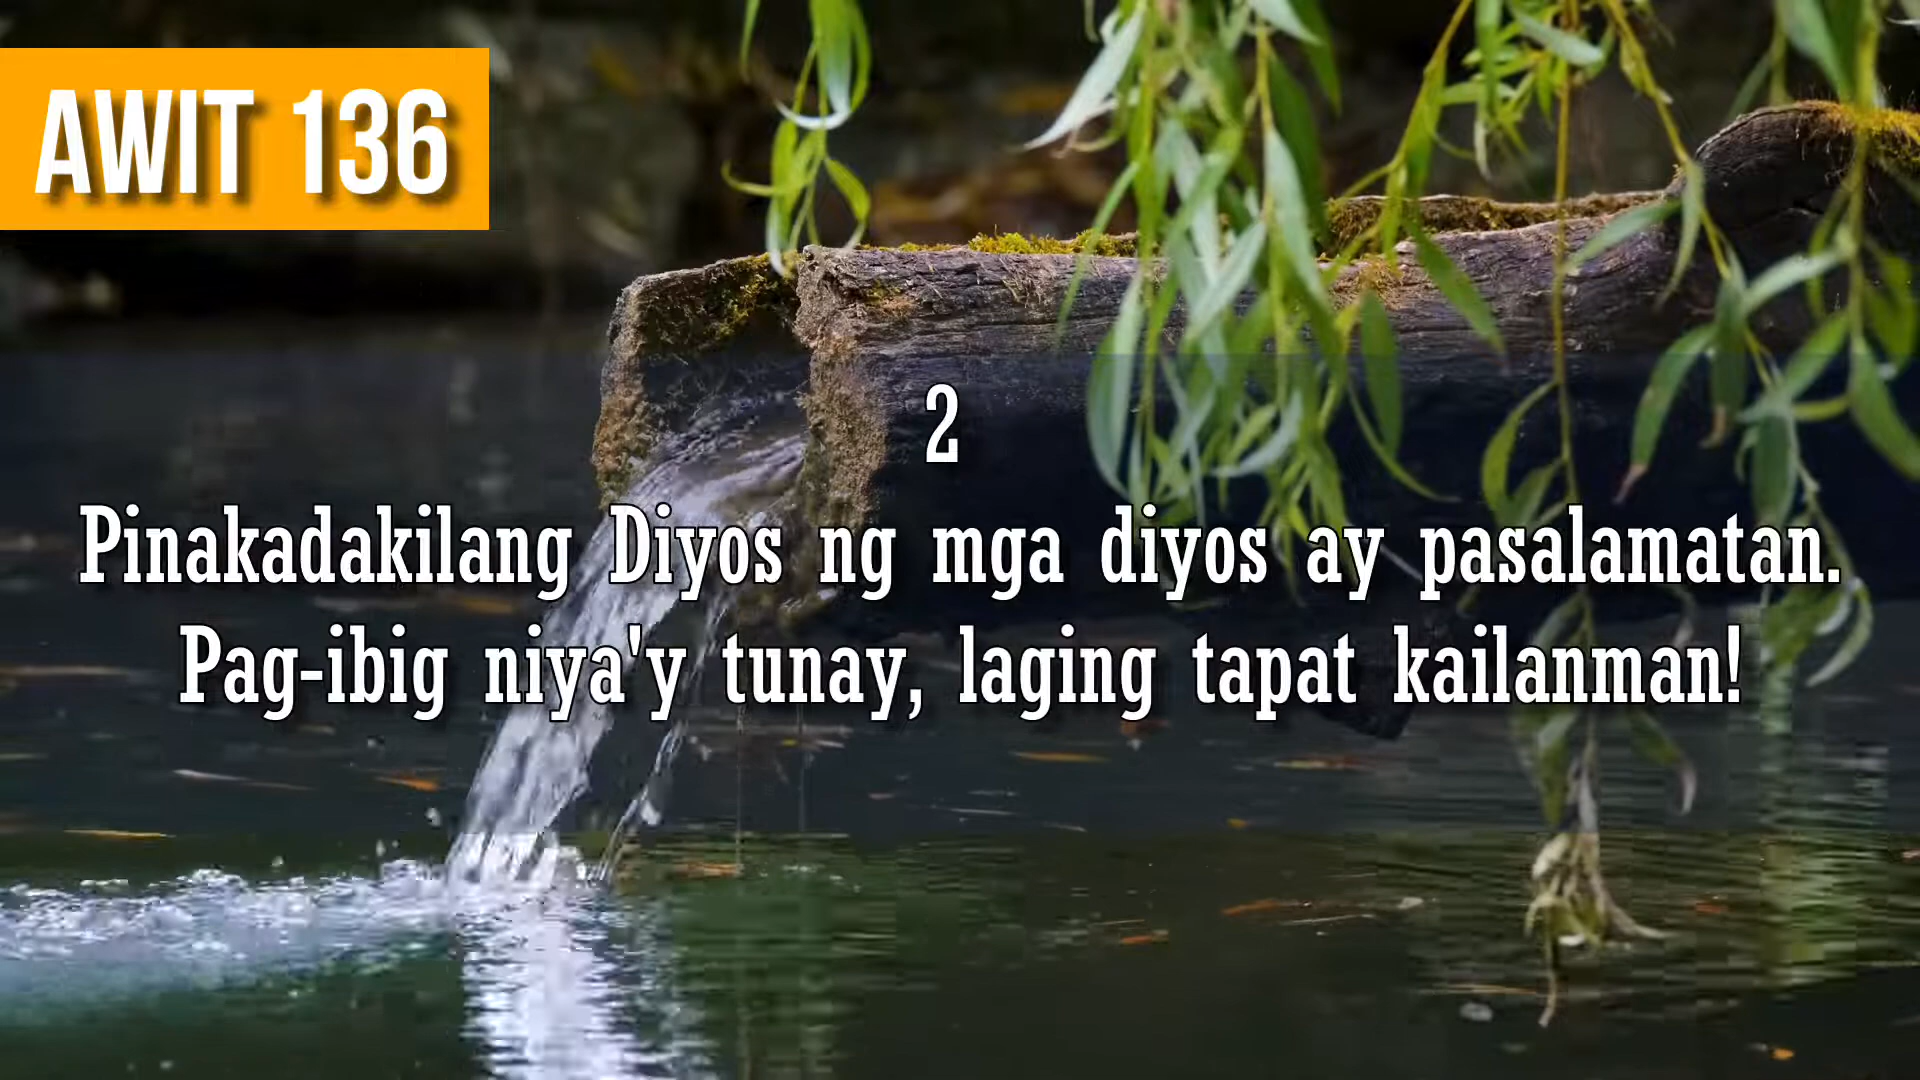 AWIT 136
2
Pinakadakilang Diyos ng mga diyos ay pasalamatan.
Pag-ibig niya'y tunay, laging tapat kailanman!